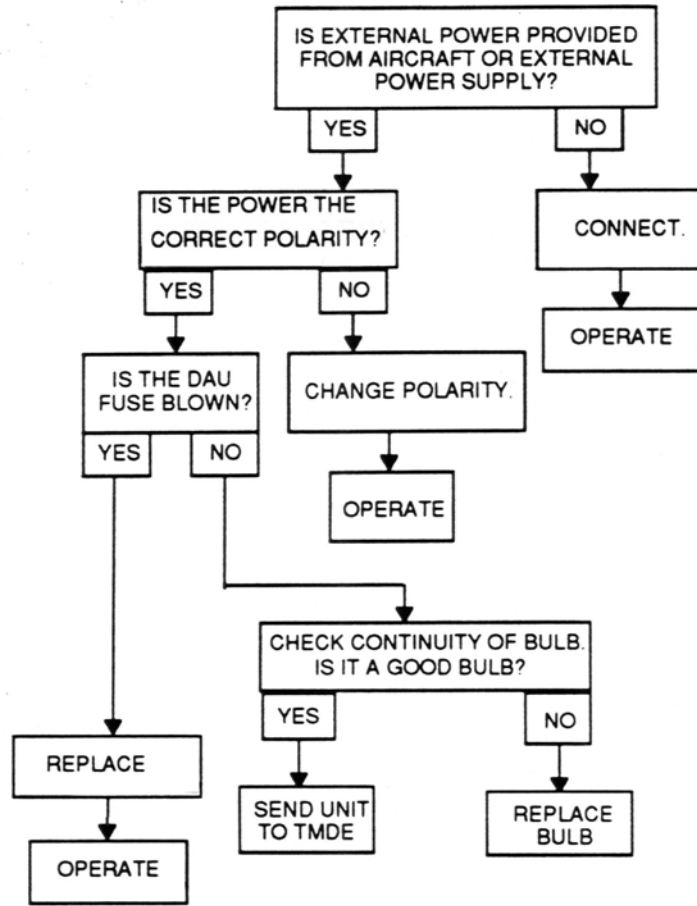 IS EXTERNAL POWER PROVIDED
FROM AIRCRAFT OR EXTERNAL
POWER SUPPLY?
YES
NO
IS THE POWER THE
CORRECT POLARITY?
CONNECT.
YES
NO
OPERATE
IS THE DAU
FUSE BLOWN?
CHANGE POLARITY.
YES
NO
OPERATE
CHECK CONTINUITY OF BULB.
IS IT A GOOD BULB?
YES
NO
REPLACE
SEND UNIT
TO TMDE
REPLACE
BULB
OPERATE